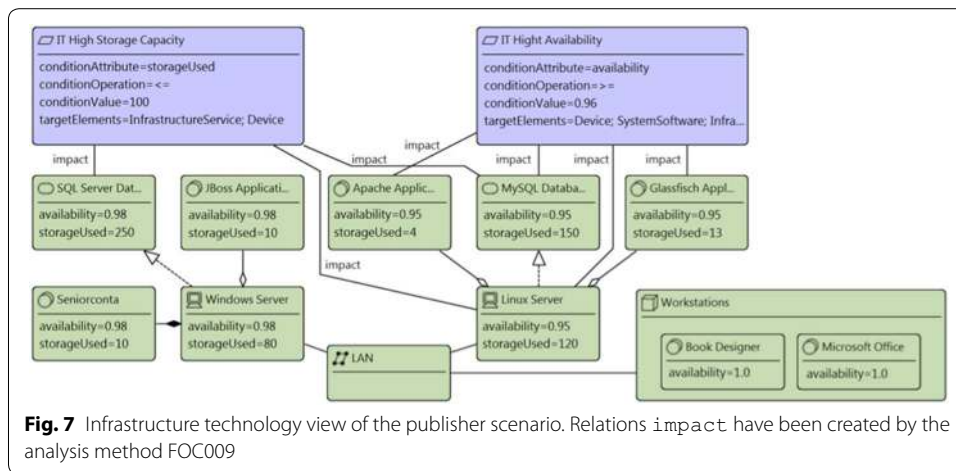 IT High Storage Capacity
conditionAttribute=storageUsed
conditionOperation=<=
conditionValue=100
targetElements=InfrastructureService; Device
IT Hight Availability
conditionAttribute=availability
conditionOperation=>=
conditionValue=0.96
targetElements=Device; SystemSoftware; Infra...
impact
impact
impact
impact
impact
impact
SQL Server Dat...
availability=0.98
storageUsed=250
JBoss Applicati...
availability=0.98
storageUsed=10
Apache Applic...
availability=0.95
storageUsed=4
MySQL Databa...
availability=0.95
storageUsed=150
Glassfisch Appl...
availability=0.95
storageUsed=13
impact
Seniorconta
availability=0.98
storageUsed=10
Windows Server
availability=0.98
storageUsed=80
Linux Server
availability=0.95
storageUsed=120
LAN
Workstations
Book Designer
availability=1.0
Microsoft Office
availability=1.0
Fig. 7 Infrastructure technology view of the publisher scenario. Relations impact have been created by the
analysis method FOC009